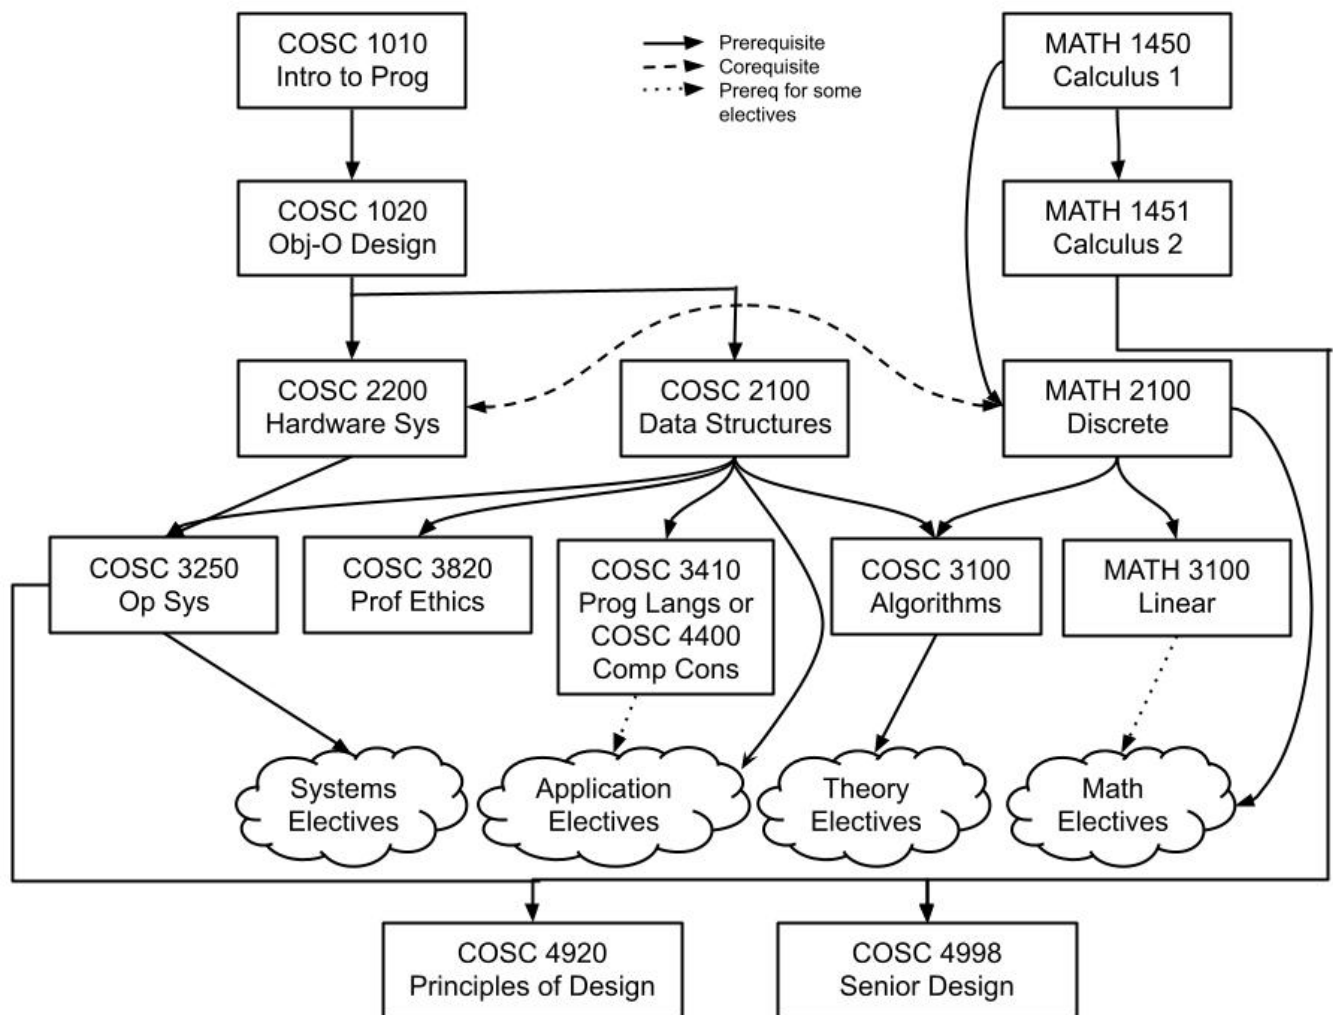 COSC 1010
Intro to Prog
Prerequisite
Corequisite
Prereq for some
electives
MATH 1450
Calculus 1
COSC 1020
Obj-O Design
MATH 1451
Calculus 2
COSC 2200
Hardware Sys
COSC 2100
Data Structures
MATH 2100
Discrete
COSC 3250
Op Sys
COSC 3820
Prof Ethics
COSC 3410
Prog Langs or
COSC 4400
Comp Cons
COSC 3100
Algorithms
MATH 3100
Linear
Systems
Electives
Application
Electives
Theory
Electives
Math
Electives
COSC 4920
Principles of Design
COSC 4998
Senior Design